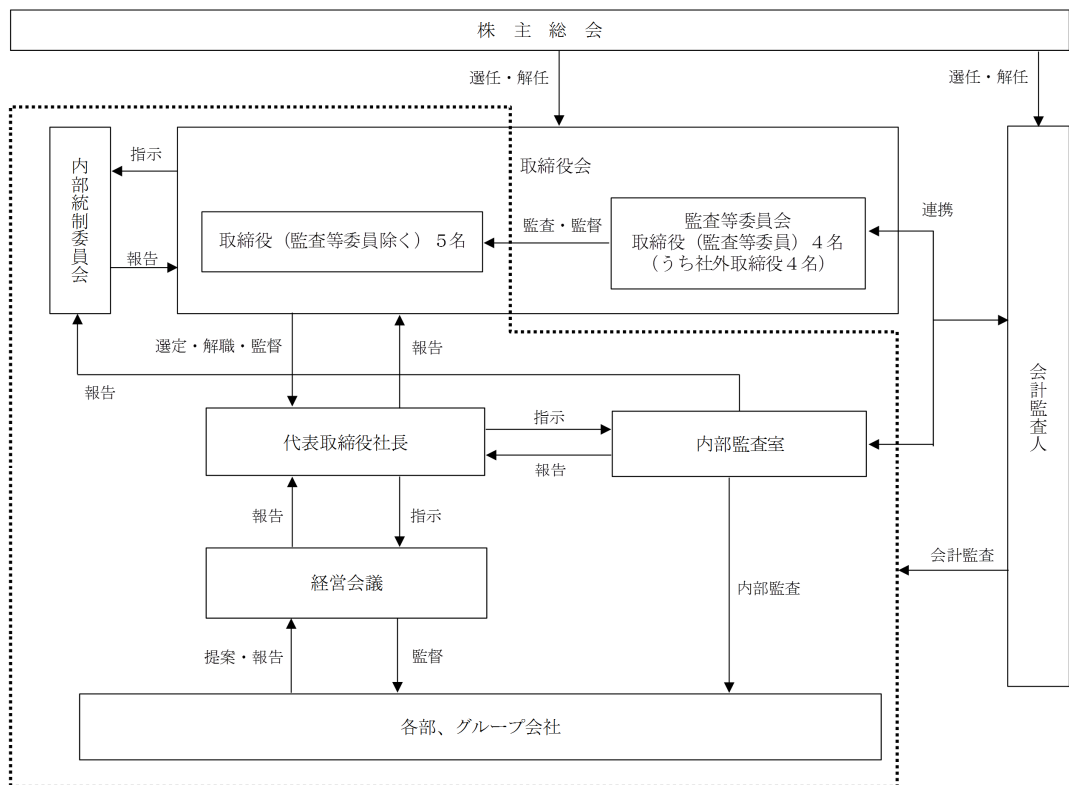 株 主 総 会
選任・解任
選任・解任
取締役会
指示
内部統制委員会
報告
取締役（監査等委員除く）５名
監査・監督
監査等委員会
取締役（監査等委員）４名
（うち社外取締役４名）
連携
会計監査人
選定・解職・監督
報告
報告
代表取締役社長
指示
報告
内部監査室
報告
指示
経営会議
内部監査
会計監査
提案・報告
監督
各部、グループ会社